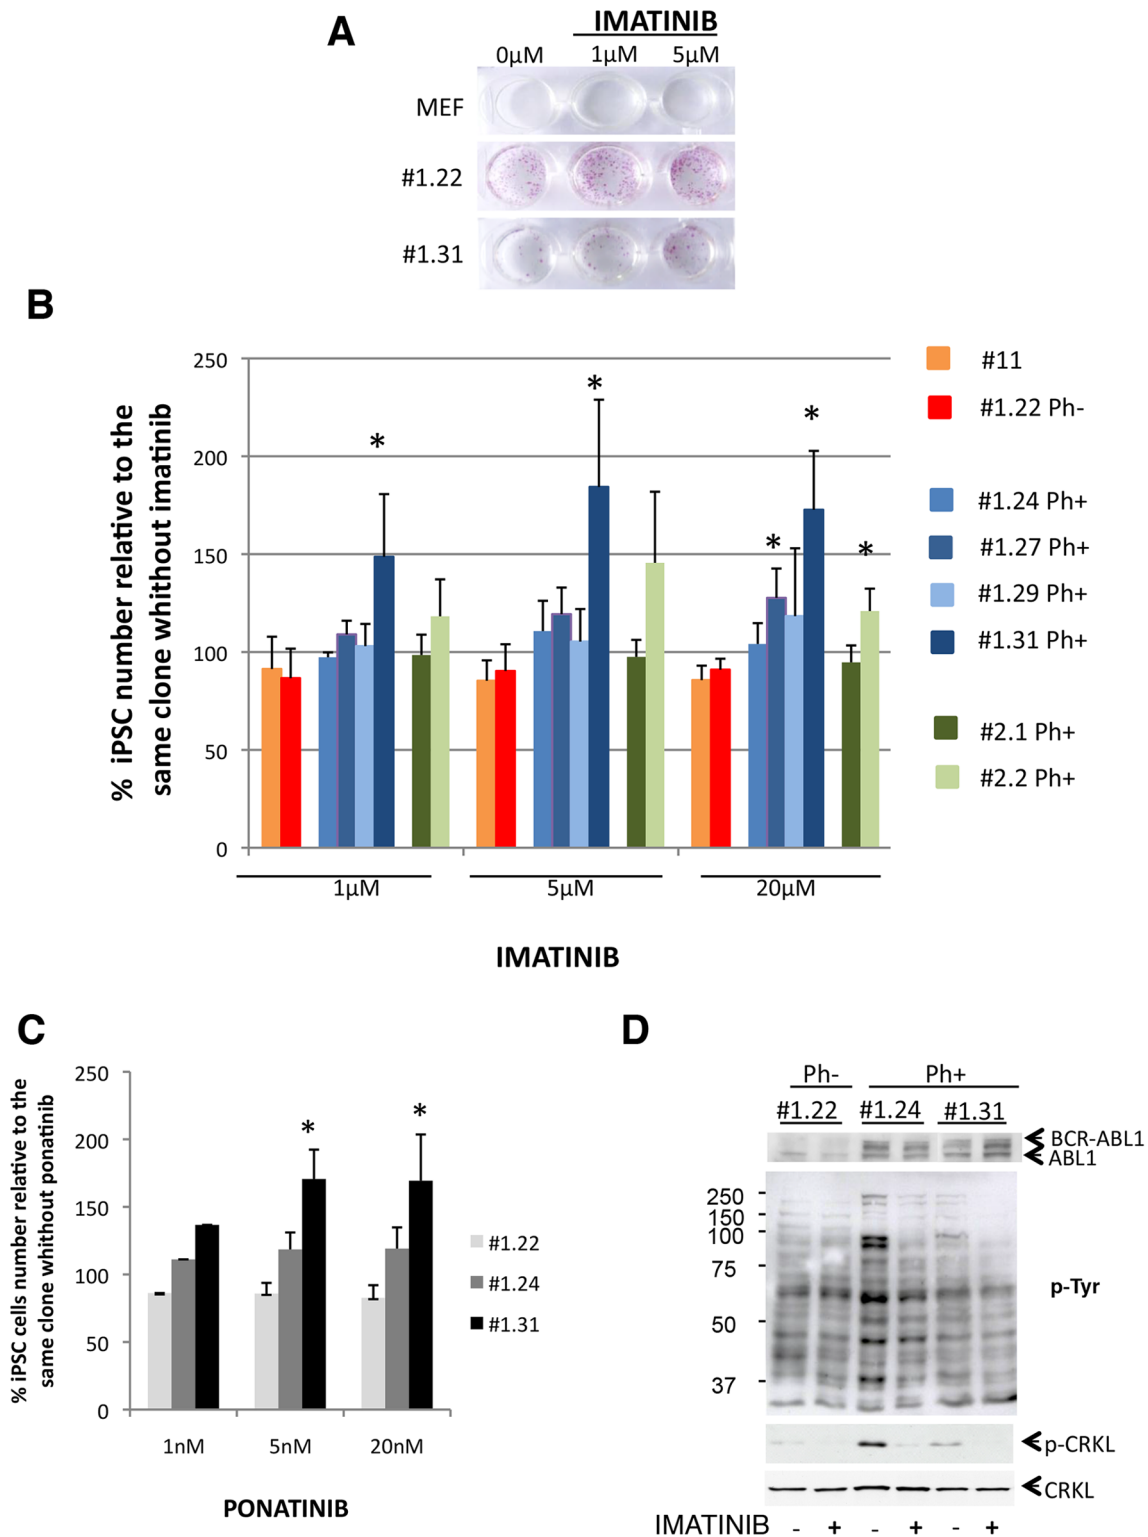 A
IMATINIB
0µM 1µM 5µM
MEF
#1.22
#1.31
B
% iPSC number relative to the
same clone whithout imatinib
250
200
150
100
50
0
* * * * *
1µM 5µM 20µM
IMATINIB
#11
#1.22 Ph-
#1.24 Ph+
#1.27 Ph+
#1.29 Ph+
#1.31 Ph+
#2.1 Ph+
#2.2 Ph+
C
% iPSC cells number relative to the
same clone whithout ponatinib
250
200
150
100
50
0
* *
1nM 5nM 20nM
PONATINIB
#1.22
#1.24
#1.31
D
Ph- Ph+
#1.22 #1.24 #1.31
BCR-ABL1
ABL1
250
150
100
75
50
37
p-Tyr
p-CRKL
CRKL
IMATINIB - + - + - +